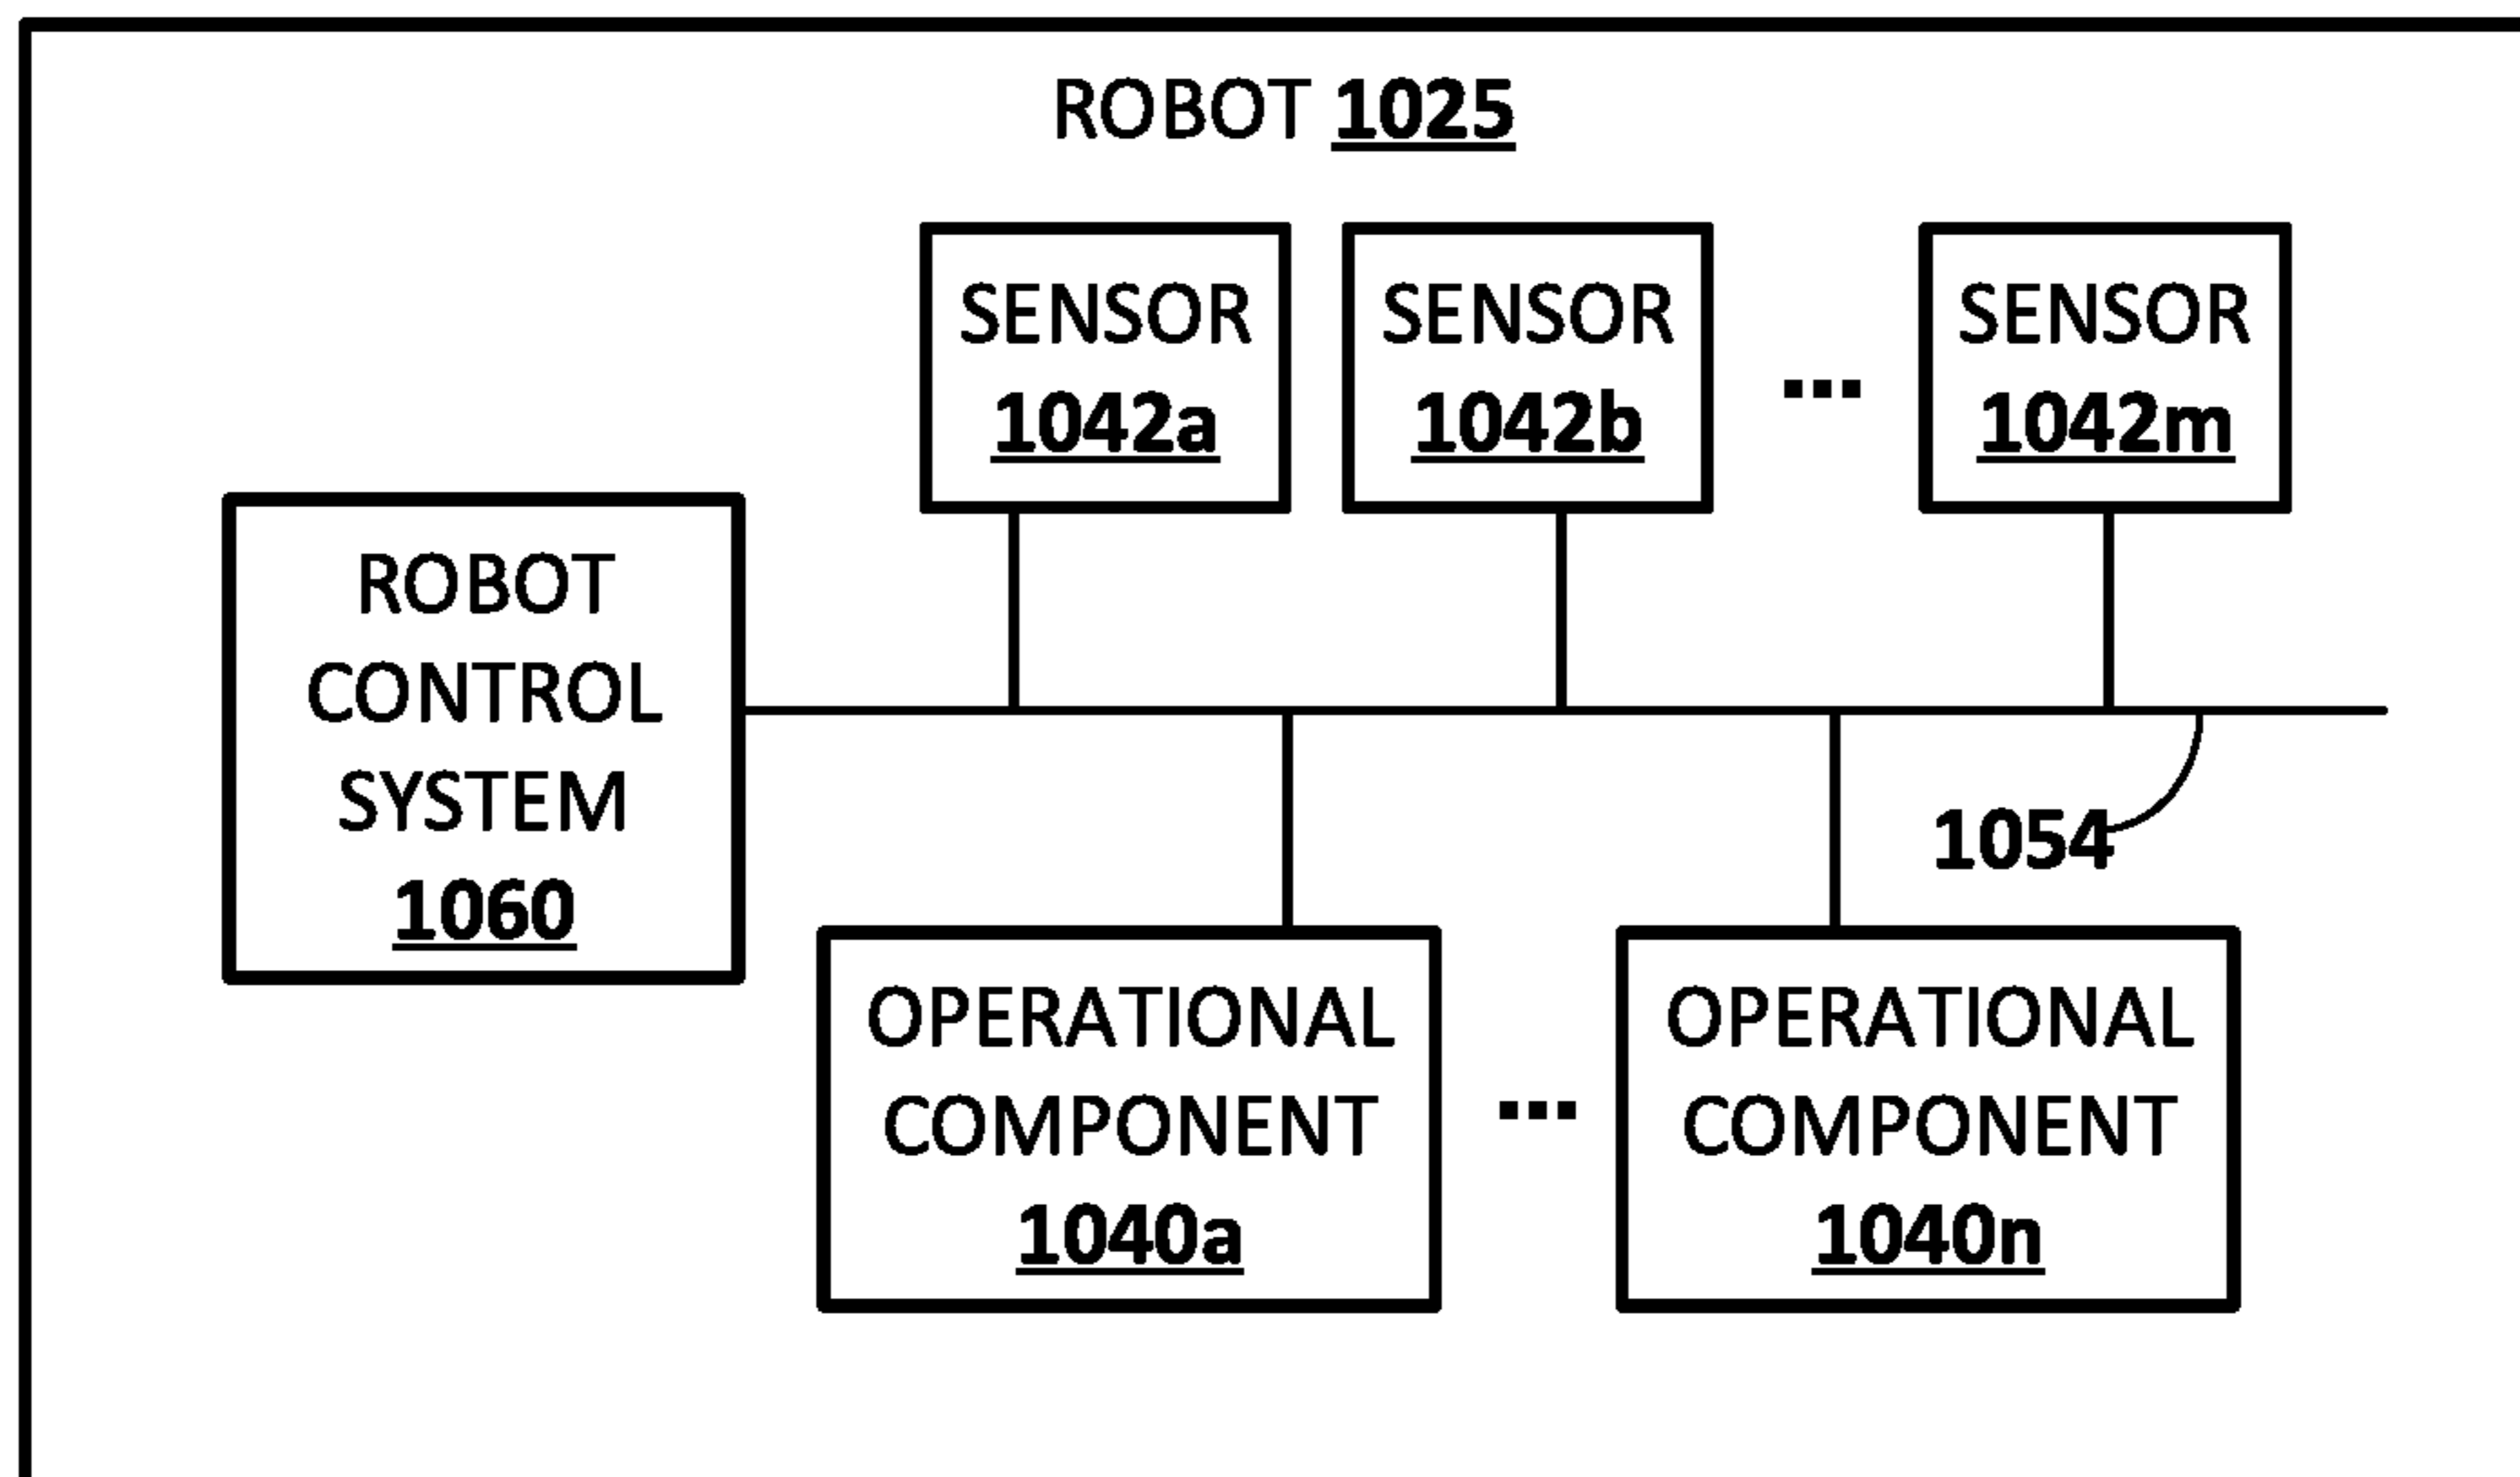 ROBOT 1025
SENSOR
1042a
SENSOR
1042b
...
SENSOR
1042m
ROBOT
CONTROL
SYSTEM
1060
1054
OPERATIONAL
COMPONENT
1040a
...
OPERATIONAL
COMPONENT
1040n